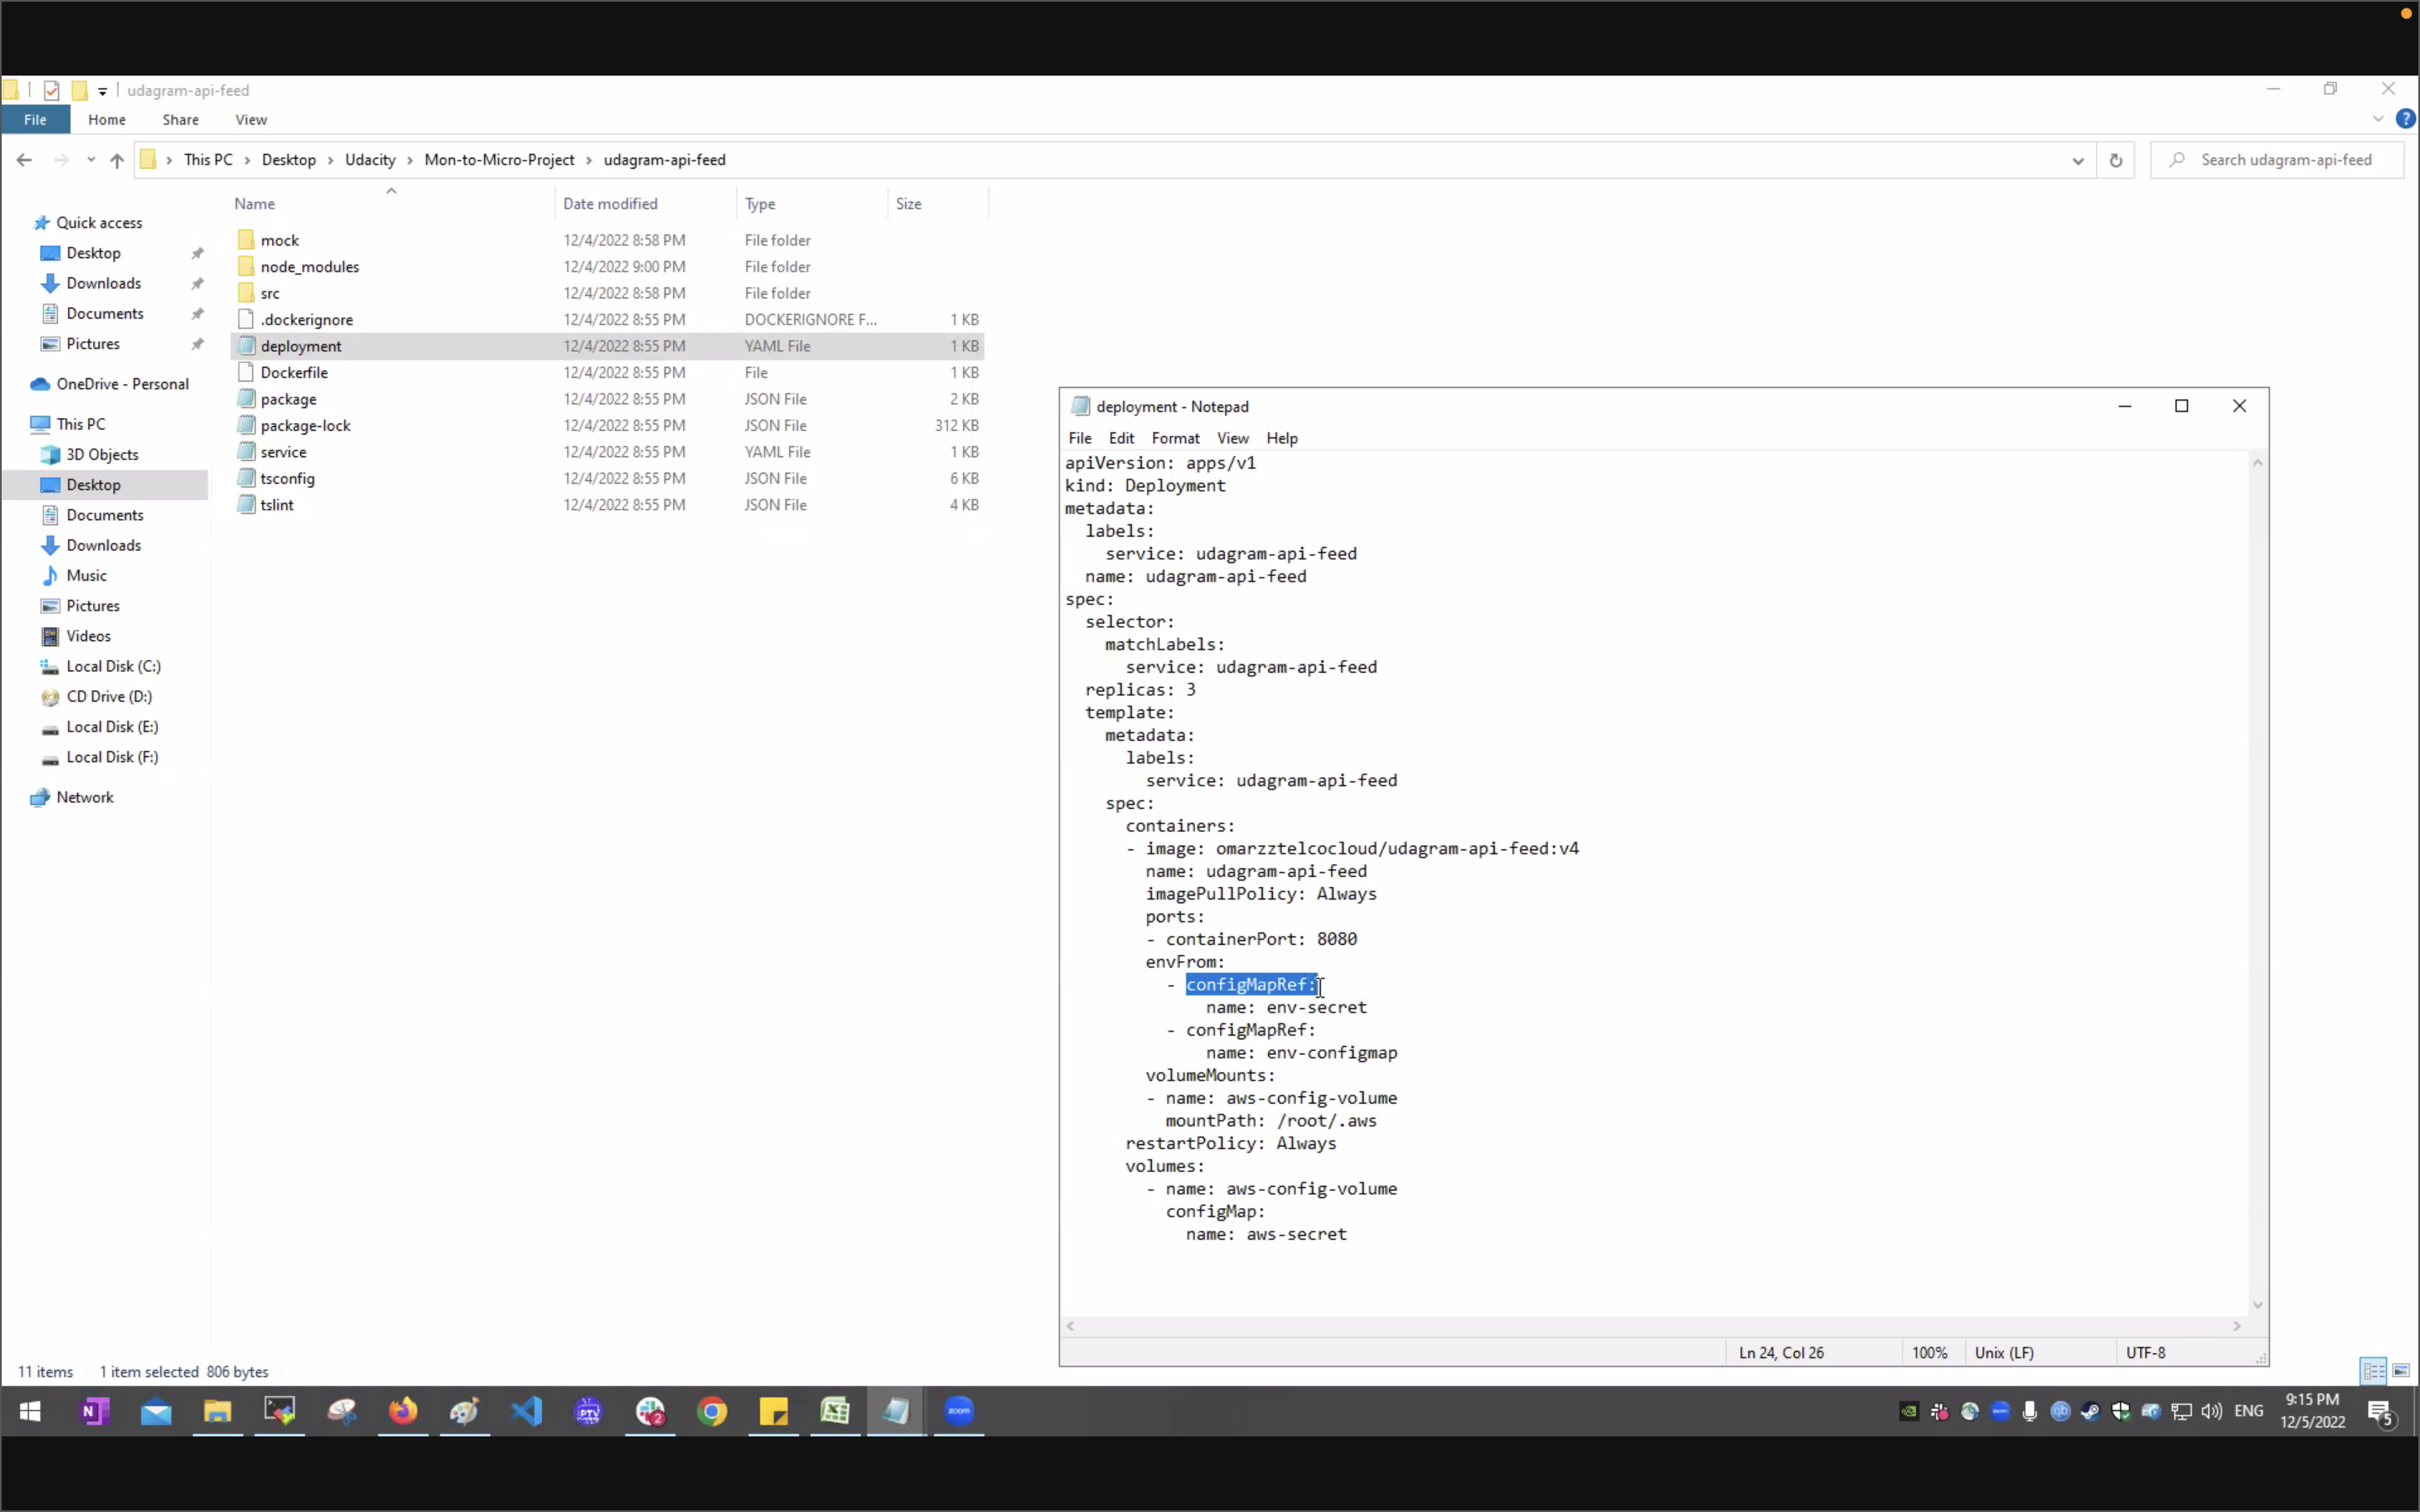 udagram-api-feed
File Home Share View
This PC › Desktop › Udacity › Mon-to-Micro-Project › udagram-api-feed
Search udagram-api-feed
Quick access
Desktop
Downloads
Documents
Pictures
OneDrive - Personal
This PC
3D Objects
Desktop
Documents
Downloads
Music
Pictures
Videos
Local Disk (C:)
CD Drive (D:)
Local Disk (E:)
Local Disk (F:)
Network
Name Date modified Type Size
mock 12/4/2022 8:58 PM File folder
node_modules 12/4/2022 9:00 PM File folder
src 12/4/2022 8:58 PM File folder
.dockerignore 12/4/2022 8:55 PM DOCKERIGNORE F... 1 KB
deployment 12/4/2022 8:55 PM YAML File 1 KB
Dockerfile 12/4/2022 8:55 PM File 1 KB
package 12/4/2022 8:55 PM JSON File 2 KB
package-lock 12/4/2022 8:55 PM JSON File 312 KB
service 12/4/2022 8:55 PM YAML File 1 KB
tsconfig 12/4/2022 8:55 PM JSON File 6 KB
tslint 12/4/2022 8:55 PM JSON File 4 KB
deployment - Notepad
File Edit Format View Help
apiVersion: apps/v1
kind: Deployment
metadata:
  labels:
    service: udagram-api-feed
  name: udagram-api-feed
spec:
  selector:
    matchLabels:
      service: udagram-api-feed
  replicas: 3
  template:
    metadata:
      labels:
        service: udagram-api-feed
    spec:
      containers:
      - image: omarzztelcocloud/udagram-api-feed:v4
        name: udagram-api-feed
        imagePullPolicy: Always
        ports:
        - containerPort: 8080
        envFrom:
          - configMapRef:
              name: env-secret
          - configMapRef:
              name: env-configmap
        volumeMounts:
        - name: aws-config-volume
          mountPath: /root/.aws
      restartPolicy: Always
      volumes:
        - name: aws-config-volume
          configMap:
            name: aws-secret
Ln 24, Col 26 100% Unix (LF) UTF-8
11 items 1 item selected 806 bytes
N
IPTV
2
zoom
qb
ENG
9:15 PM
12/5/2022
5